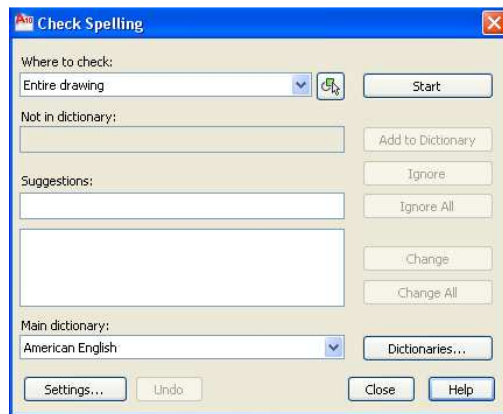 Check Spelling
Where to check:
Entire drawing
Start
Not in dictionary:
Add to Dictionary
Ignore
Suggestions:
Ignore All
Change
Change All
Main dictionary:
American English
Dictionaries...
Settings...
Undo
Close
Help